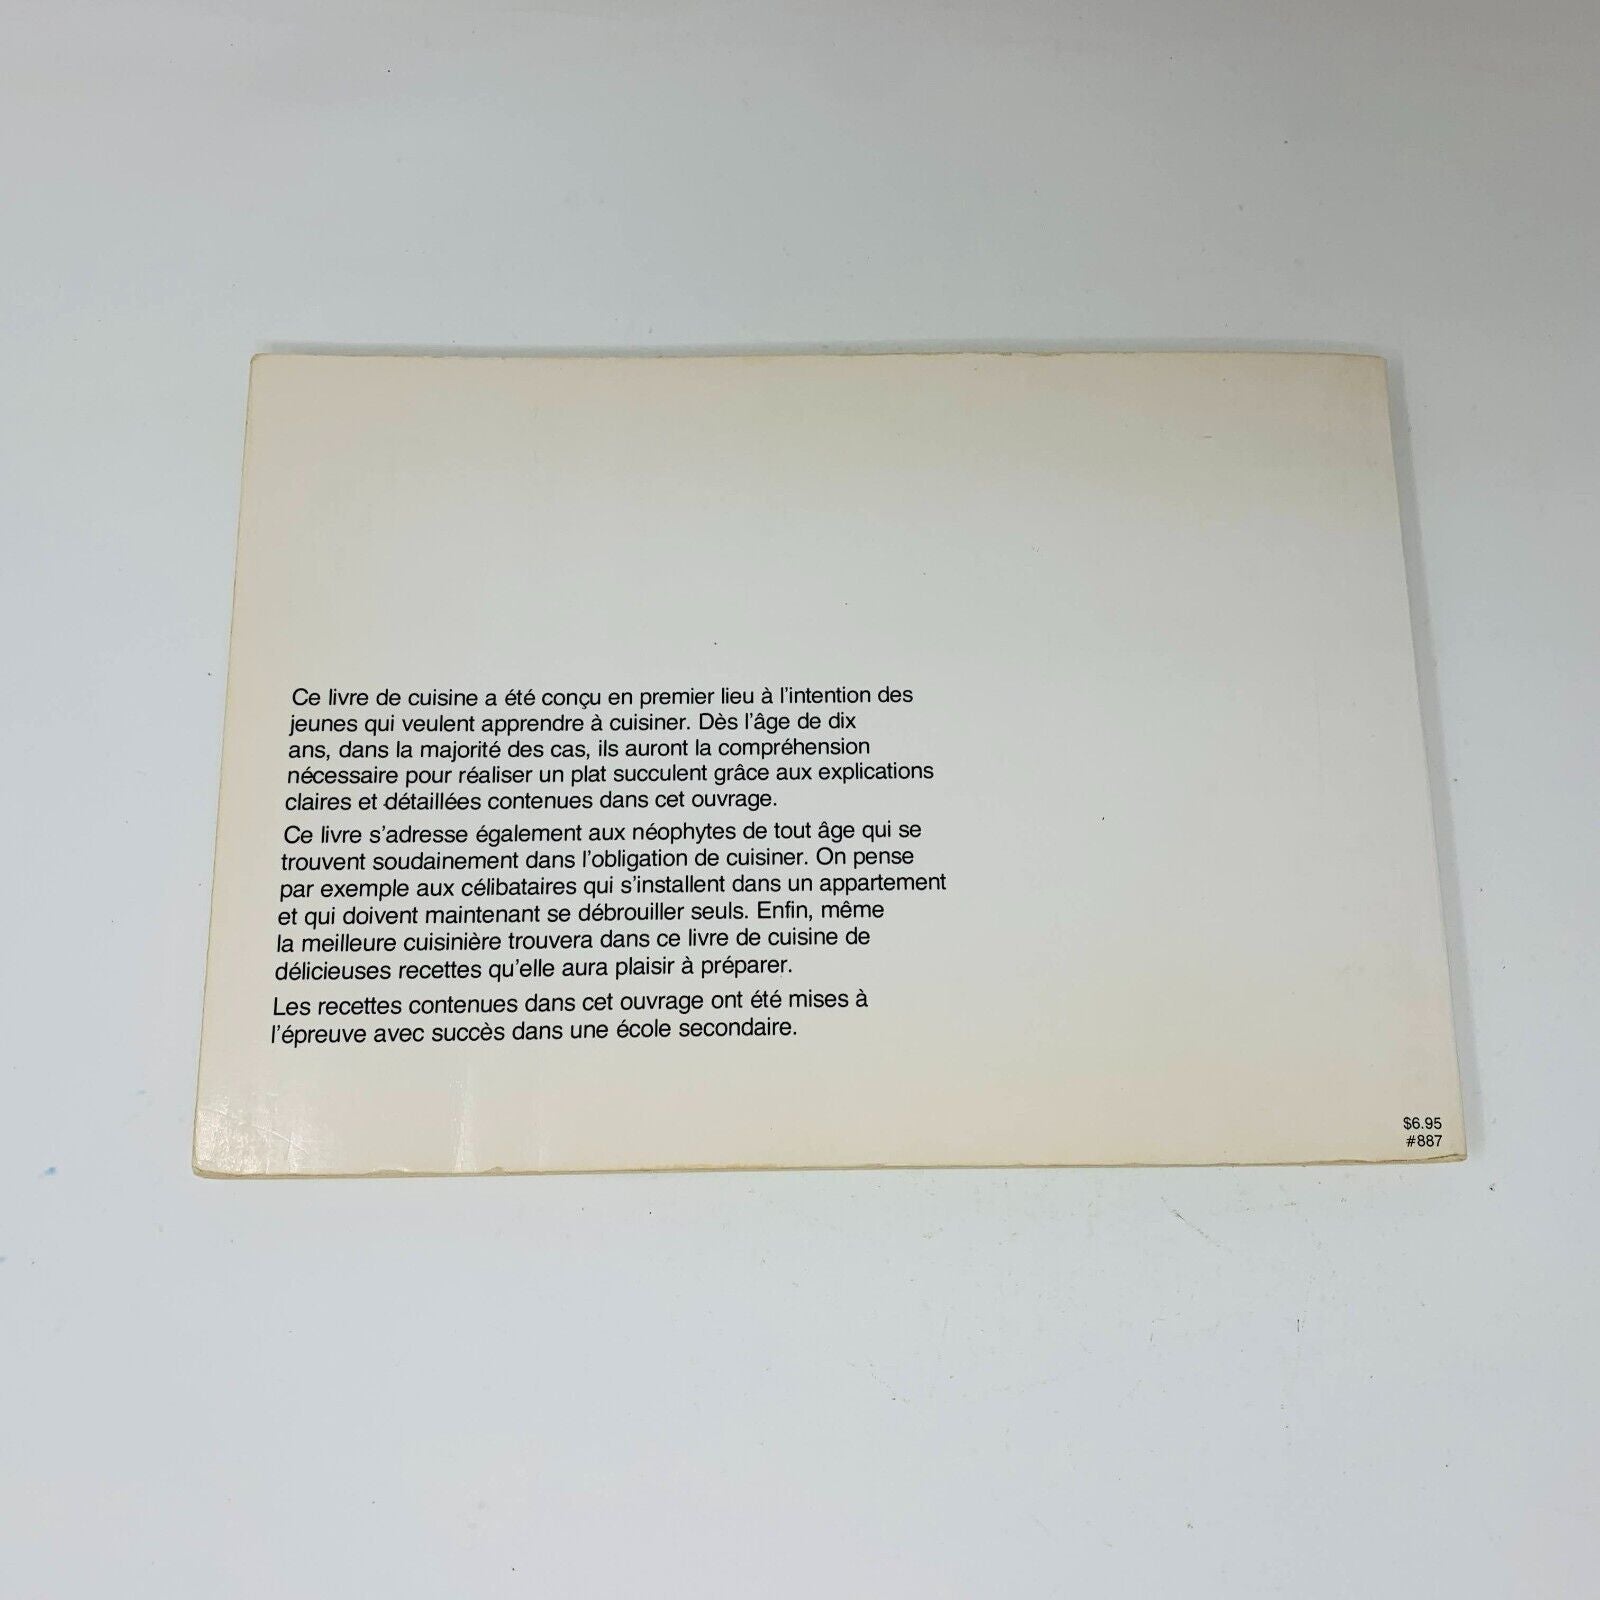 Ce livre de cuisine a été conçu en premier lieu à l'intention des
jeunes qui veulent apprendre à cuisiner. Dès l'âge de dix
ans, dans la majorité des cas, ils auront la compréhension
nécessaire pour réaliser un plat succulent grâce aux explications
claires et détaillées contenues dans cet ouvrage.
Ce livre s'adresse également aux néophytes de tout âge qui se
trouvent soudainement dans l'obligation de cuisiner. On pense
par exemple aux célibataires qui s'installent dans un appartement
et qui doivent maintenant se débrouiller seuls. Enfin, même
la meilleure cuisinière trouvera dans ce livre de cuisine de
délicieuses recettes qu'elle aura plaisir à préparer.
Les recettes contenues dans cet ouvrage ont été mises à
l'épreuve avec succès dans une école secondaire.
$6.95
#887